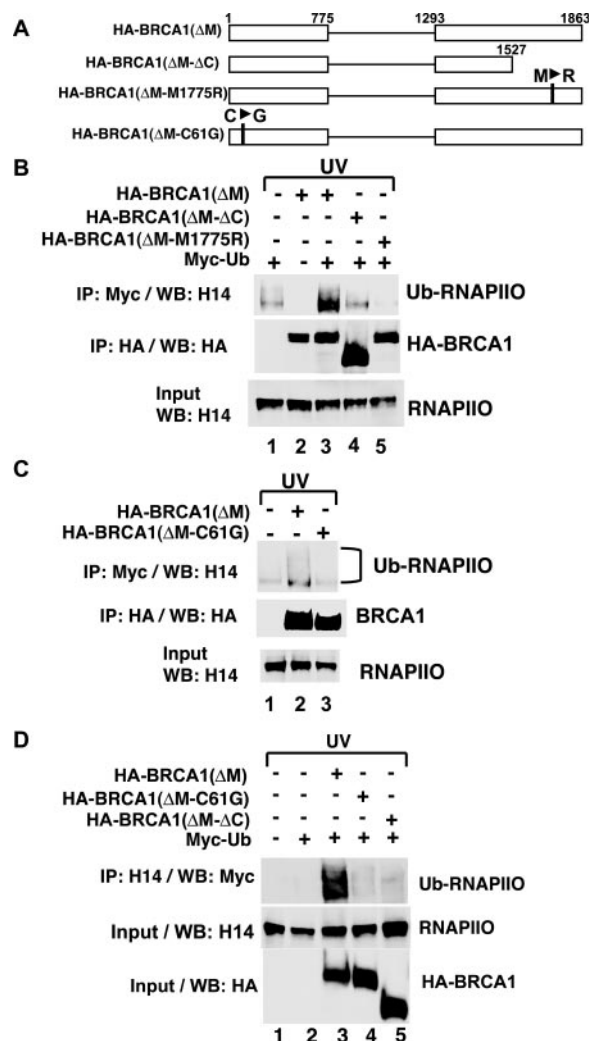 A
1 775 1293 1863
HA-BRCA1(ΔM)
1527
HA-BRCA1(ΔM-ΔC)
M►R
HA-BRCA1(ΔM-M1775R)
C►G
HA-BRCA1(ΔM-C61G)
B
UV
HA-BRCA1(ΔM) - + + - -
HA-BRCA1(ΔM-ΔC) - - - + -
HA-BRCA1(ΔM-M1775R) - - - - +
Myc-Ub + - + + +
IP: Myc / WB: H14 Ub-RNAPIIO
IP: HA / WB: HA HA-BRCA1
Input
WB: H14 RNAPIIO
1 2 3 4 5
C
UV
HA-BRCA1(ΔM) - + -
HA-BRCA1(ΔM-C61G) - - +
IP: Myc / WB: H14 Ub-RNAPIIO
IP: HA / WB: HA BRCA1
Input
WB: H14 RNAPIIO
1 2 3
D
UV
HA-BRCA1(ΔM) - - + - -
HA-BRCA1(ΔM-C61G) - - - + -
HA-BRCA1(ΔM-ΔC) - - - - +
Myc-Ub - + + + +
IP: H14 / WB: Myc Ub-RNAPIIO
Input / WB: H14 RNAPIIO
Input / WB: HA HA-BRCA1
1 2 3 4 5